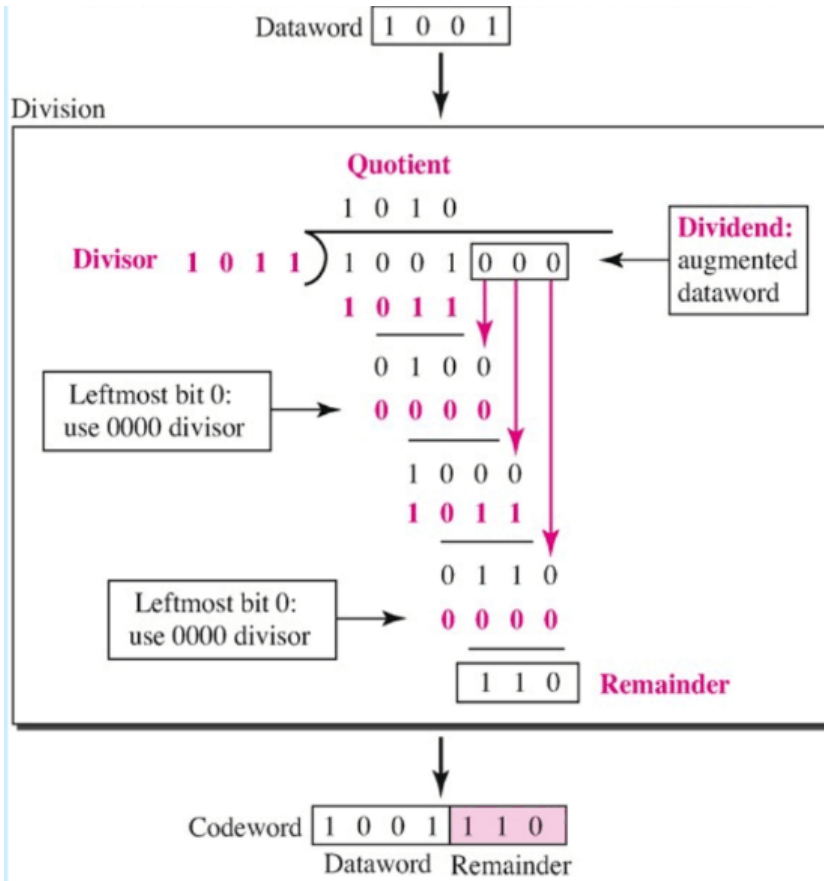 Dataword 1 0 0 1
Division
Quotient
1 0 1 0
Divisor 1 0 1 1 1 0 0 1 0 0 0
Dividend:
augmented
dataword
1 0 1 1
0 1 0 0
Leftmost bit 0:
use 0000 divisor
0 0 0 0
1 0 0 0
1 0 1 1
0 1 1 0
Leftmost bit 0:
use 0000 divisor
0 0 0 0
1 1 0 Remainder
Codeword 1 0 0 1 1 1 0
Dataword Remainder